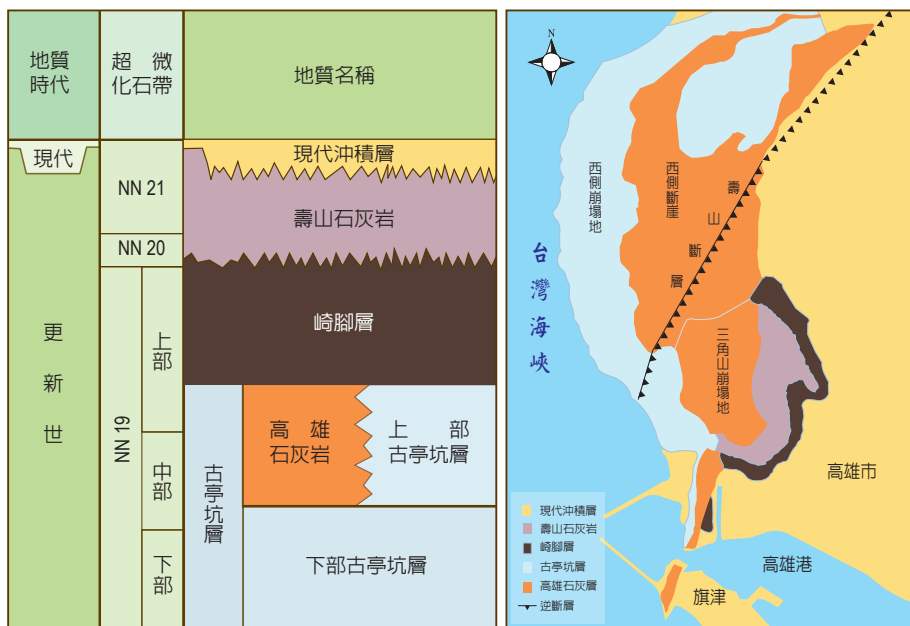 地質
時代
超 微
化石帶
地質名稱
現代
更新世
NN 21
NN 20
NN 19
上部
中部
下部
現代沖積層
壽山石灰岩
崎腳層
古亭坑層
高 雄
石灰岩
上 部
古亭坑層
下部古亭坑層
N
西側崩塌地
西側斷崖
壽山斷層
台灣海峽
三角山崩塌地
高雄市
高雄港
旗津
現代沖積層
壽山石灰岩
崎腳層
古亭坑層
高雄石灰層
逆斷層